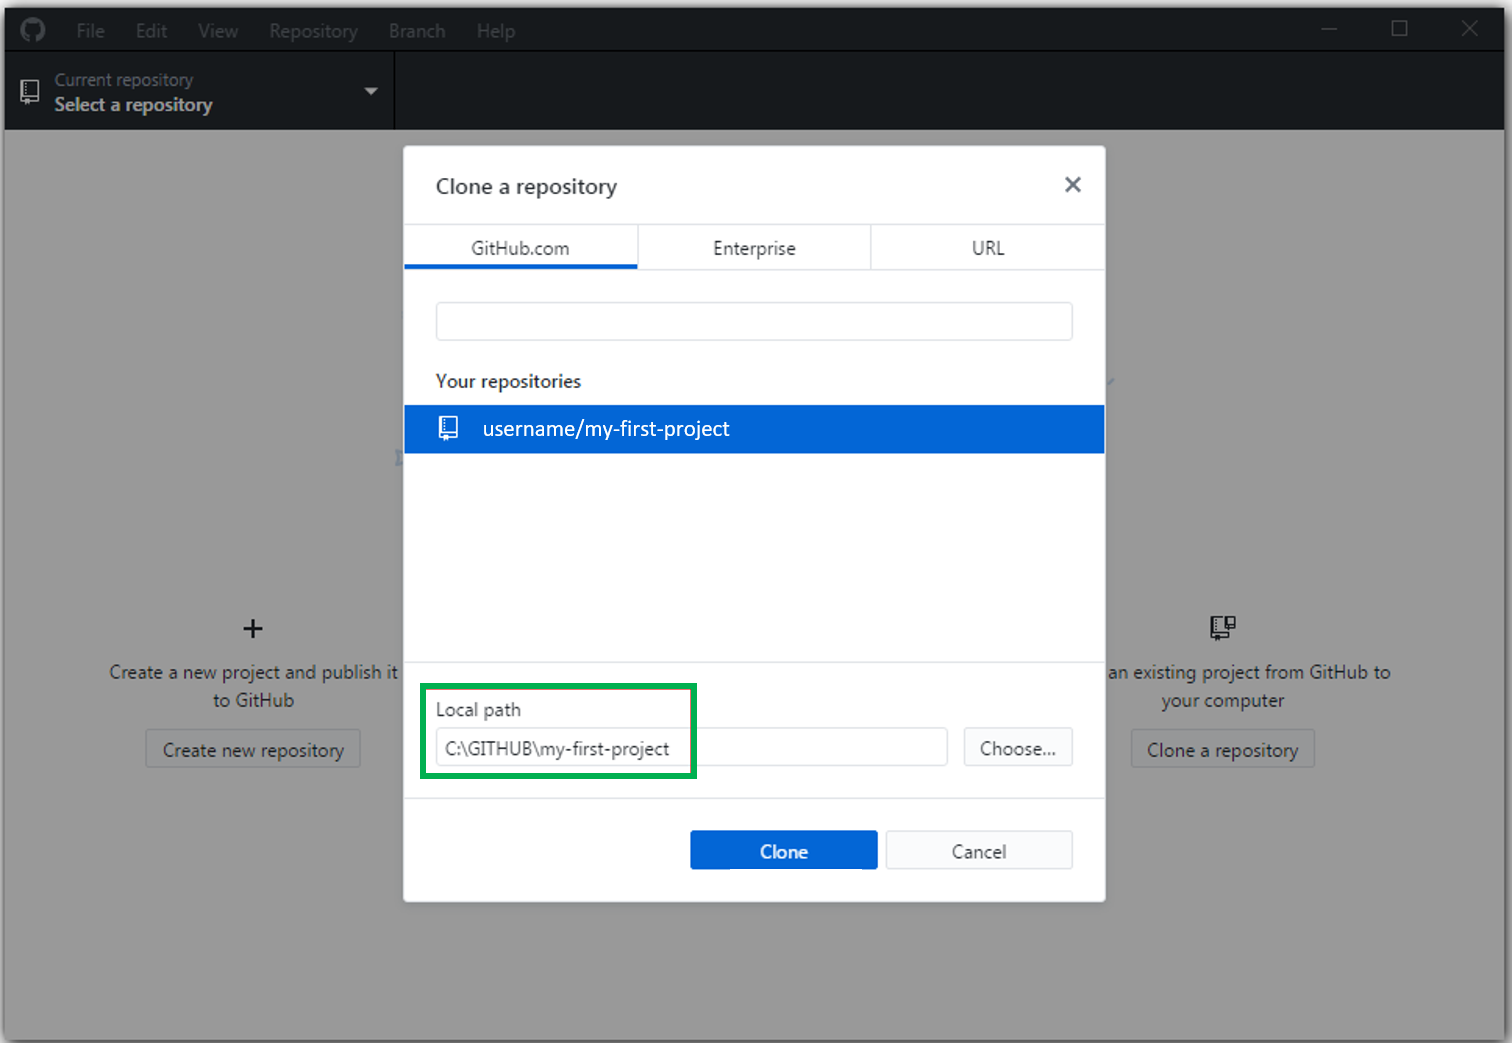 File Edit View Repository Branch Help
Current repository
Select a repository
Clone a repository
GitHub.com Enterprise URL
Your repositories
username/my-first-project
Create a new project and publish it
to GitHub
Create new repository
an existing project from GitHub to
your computer
Clone a repository
Local path
C:\GITHUB\my-first-project
Choose...
Clone Cancel